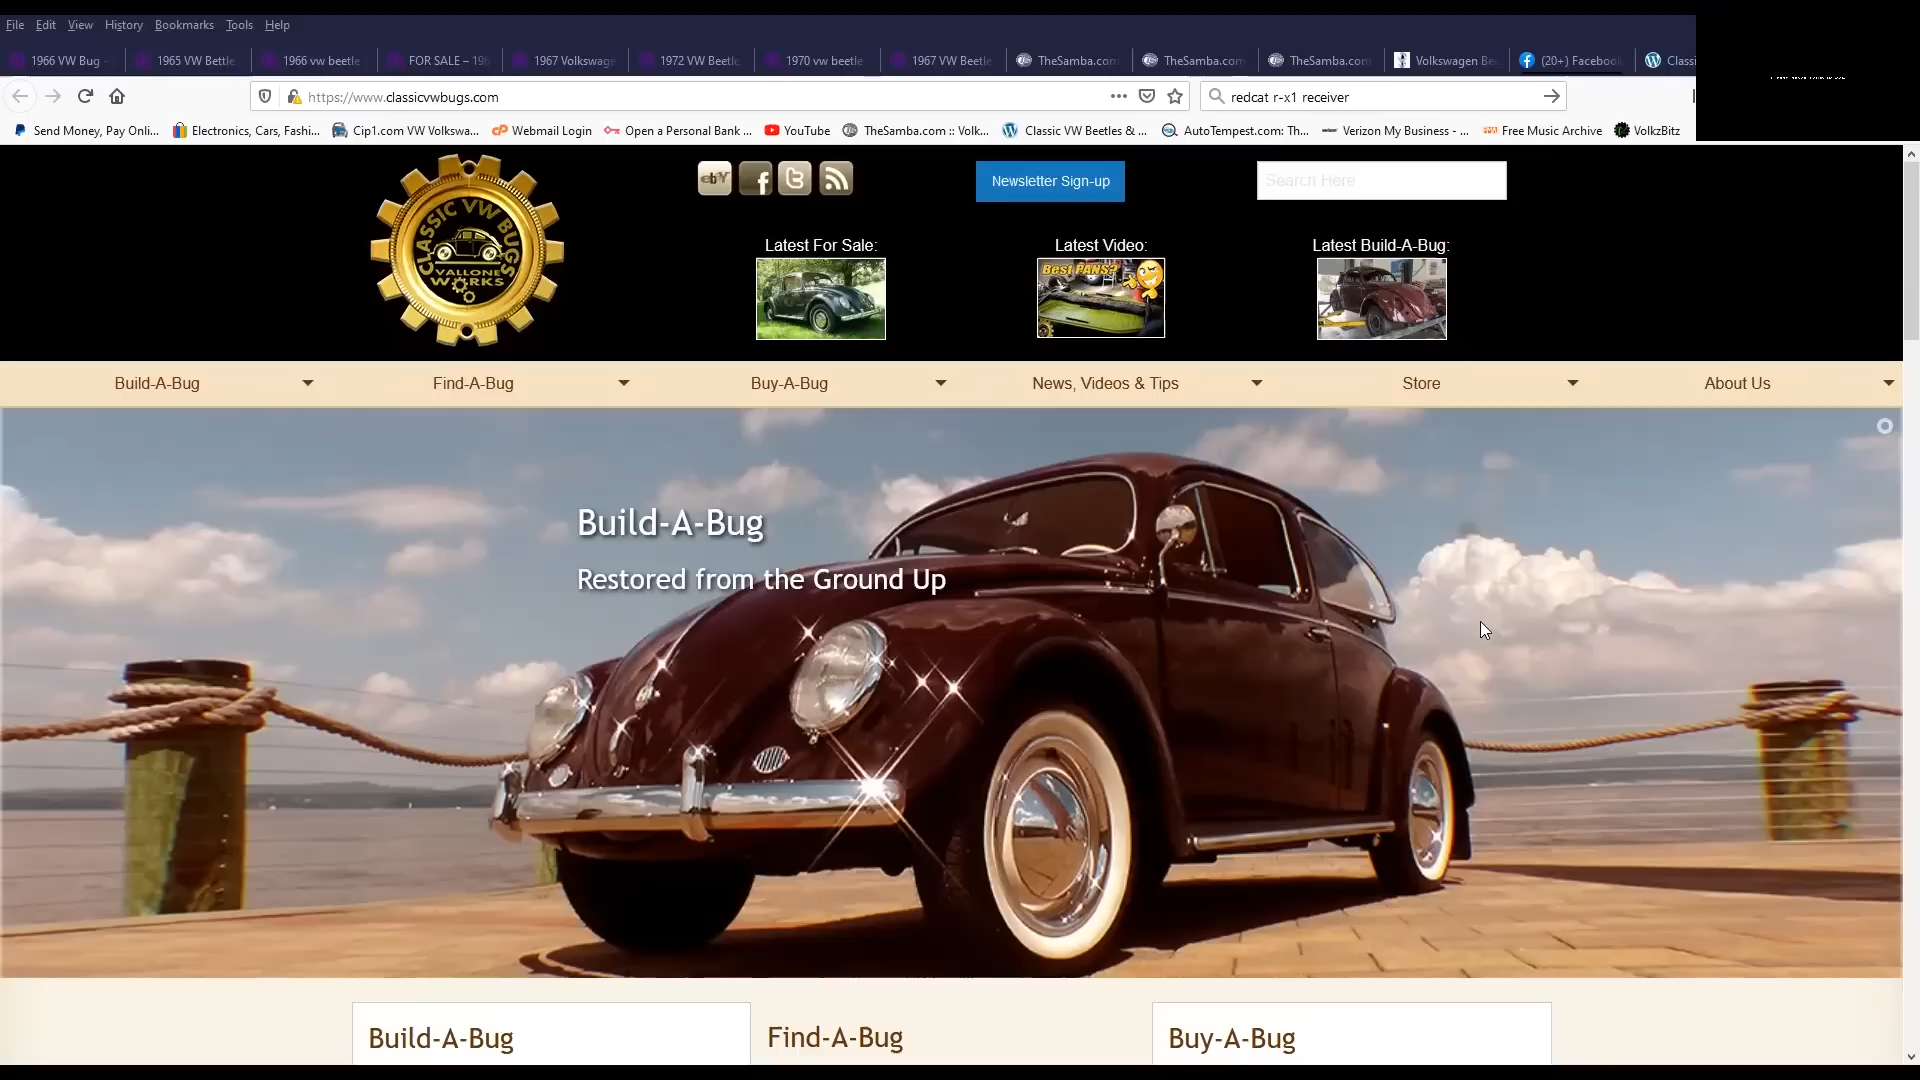 File Edit View History Bookmarks Tools Help
1966 VW Bug - 1965 VW Bettle 1966 vw beetle FOR SALE – 19 1967 Volkswage 1972 VW Beetle 1970 vw beetle 1967 VW Beetle TheSamba.com TheSamba.com TheSamba.com Volkswagen Be (20+) Facebook Classi
https://www.classicvwbugs.com redcat r-x1 receiver
Send Money, Pay Onli... Electronics, Cars, Fashi... Cip1.com VW Volkswa... Webmail Login Open a Personal Bank ... YouTube TheSamba.com :: Volk... Classic VW Beetles & ... AutoTempest.com: Th... Verizon My Business - ... Free Music Archive VolkzBitz
CLASSIC VW BUGS
VALLONE
WORKS
ebY
Newsletter Sign-up
Search Here
Latest For Sale: Latest Video: Latest Build-A-Bug:
Best PANS?
Build-A-Bug Find-A-Bug Buy-A-Bug News, Videos & Tips Store About Us
Build-A-Bug
Restored from the Ground Up
Build-A-Bug Find-A-Bug Buy-A-Bug